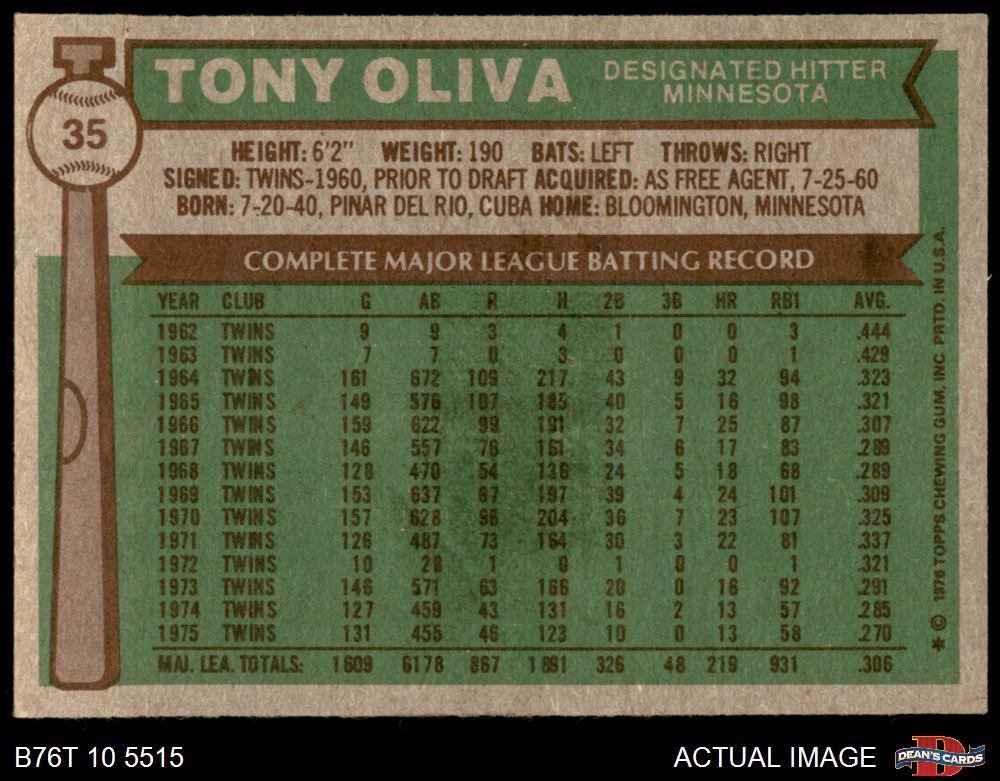 TONY OLIVA
DESIGNATED HITTER
MINNESOTA
35
HEIGHT: 6'2" WEIGHT: 190 BATS: LEFT THROWS: RIGHT
SIGNED: TWINS-1960, PRIOR TO DRAFT ACQUIRED: AS FREE AGENT, 7-25-60
BORN: 7-20-40, PINAR DEL RIO, CUBA HOME: BLOOMINGTON, MINNESOTA
COMPLETE MAJOR LEAGUE BATTING RECORD
YEAR CLUB G AB R H 2B 3B HR RBI AVG.
1962 TWINS 9 9 3 4 1 0 0 3 .444
1963 TWINS 7 7 0 3 0 0 0 1 .429
1964 TWINS 161 672 109 217 43 9 32 94 .323
1965 TWINS 149 576 107 185 40 5 16 98 .321
1966 TWINS 159 622 99 191 32 7 25 87 .307
1967 TWINS 146 557 76 161 34 6 17 83 .289
1968 TWINS 128 470 54 136 24 5 18 68 .289
1969 TWINS 153 637 97 197 39 4 24 101 .309
1970 TWINS 157 628 96 204 36 7 23 107 .325
1971 TWINS 126 487 73 164 30 3 22 81 .337
1972 TWINS 10 28 1 9 1 0 0 1 .321
1973 TWINS 146 571 63 166 20 0 16 92 .291
1974 TWINS 127 459 43 131 16 2 13 57 .285
1975 TWINS 131 455 46 123 10 0 13 58 .270
MAJ. LEA. TOTALS: 1609 6178 867 1891 326 48 219 931 .306
* © 1976 TOPPS CHEWING GUM, INC. PRTD. IN U.S.A.
B76T 10 5515
ACTUAL IMAGE
D
DEAN'S CARDS